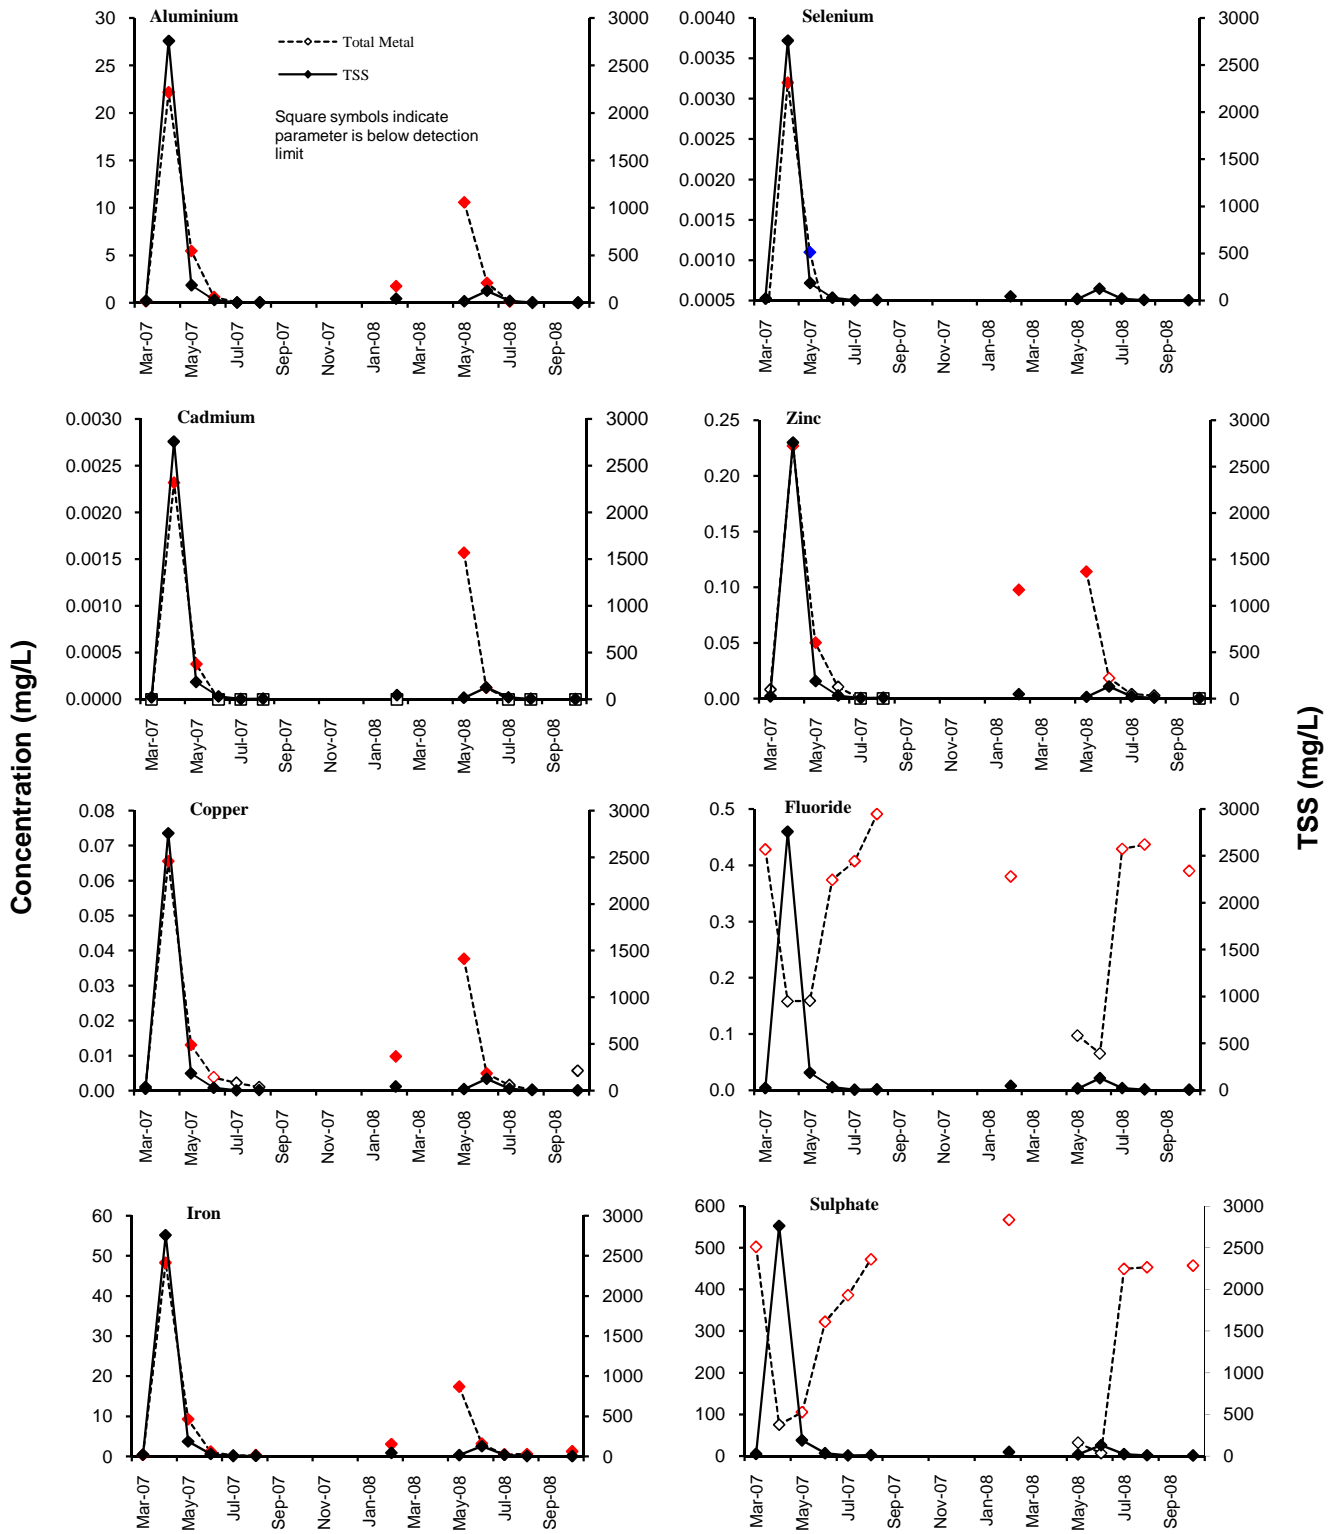 Aluminium
30
25
20
15
10
5
0
3000
2500
2000
1500
1000
500
0
Total Metal
TSS
Square symbols indicate
parameter is below detection
limit
Mar-07
May-07
Jul-07
Sep-07
Nov-07
Jan-08
Mar-08
May-08
Jul-08
Sep-08
Selenium
0.0040
0.0035
0.0030
0.0025
0.0020
0.0015
0.0010
0.0005
3000
2500
2000
1500
1000
500
0
Mar-07
May-07
Jul-07
Sep-07
Nov-07
Jan-08
Mar-08
May-08
Jul-08
Sep-08
Cadmium
0.0030
0.0025
0.0020
0.0015
0.0010
0.0005
0.0000
3000
2500
2000
1500
1000
500
0
Mar-07
May-07
Jul-07
Sep-07
Nov-07
Jan-08
Mar-08
May-08
Jul-08
Sep-08
Zinc
0.25
0.20
0.15
0.10
0.05
0.00
3000
2500
2000
1500
1000
500
0
Mar-07
May-07
Jul-07
Sep-07
Nov-07
Jan-08
Mar-08
May-08
Jul-08
Sep-08
Concentration (mg/L)
TSS (mg/L)
Copper
0.08
0.07
0.06
0.05
0.04
0.03
0.02
0.01
0.00
3000
2500
2000
1500
1000
500
0
Mar-07
May-07
Jul-07
Sep-07
Nov-07
Jan-08
Mar-08
May-08
Jul-08
Sep-08
Fluoride
0.5
0.4
0.3
0.2
0.1
0.0
3000
2500
2000
1500
1000
500
0
Mar-07
May-07
Jul-07
Sep-07
Nov-07
Jan-08
Mar-08
May-08
Jul-08
Sep-08
Iron
60
50
40
30
20
10
0
3000
2500
2000
1500
1000
500
0
Mar-07
May-07
Jul-07
Sep-07
Nov-07
Jan-08
Mar-08
May-08
Jul-08
Sep-08
Sulphate
600
500
400
300
200
100
0
3000
2500
2000
1500
1000
500
0
Mar-07
May-07
Jul-07
Sep-07
Nov-07
Jan-08
Mar-08
May-08
Jul-08
Sep-08